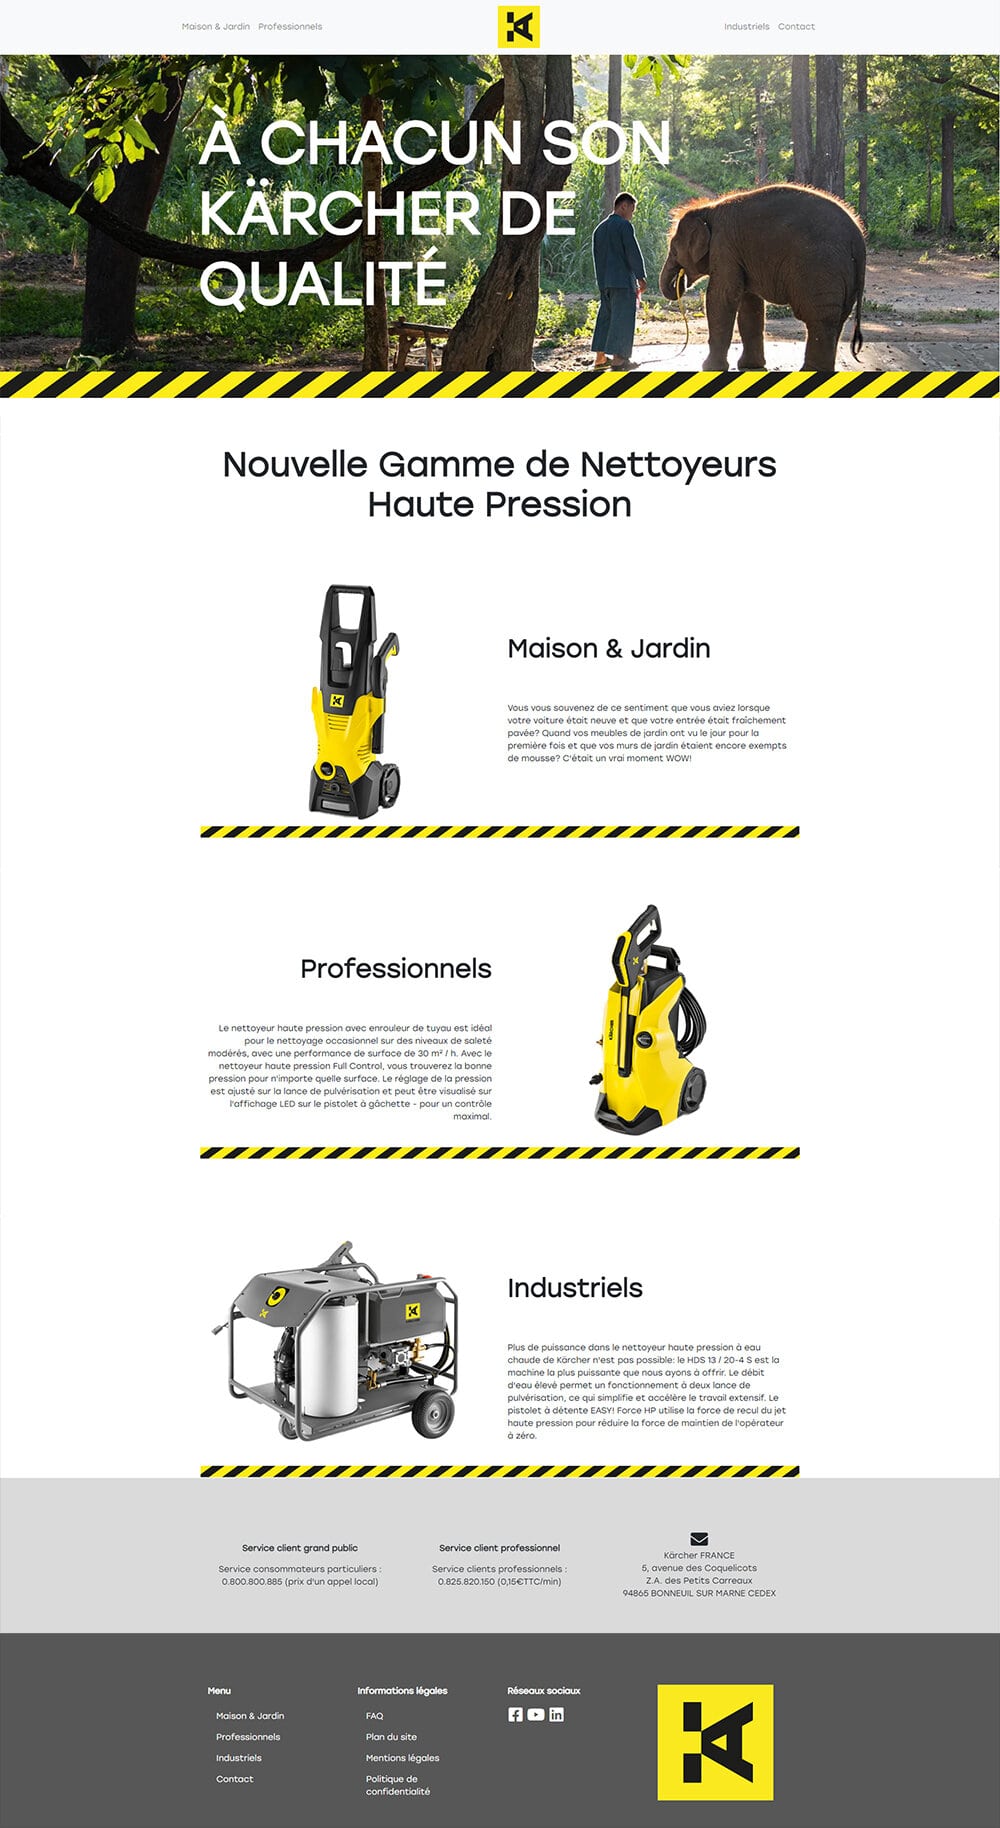 Maison & Jardin Professionnels
Industriels Contact
À CHACUN SON
KÄRCHER DE
QUALITÉ
Nouvelle Gamme de Nettoyeurs
Haute Pression
Maison & Jardin
Vous vous souvenez de ce sentiment que vous aviez lorsque
votre voiture était neuve et que votre entrée était fraîchement
pavée? Quand vos meubles de jardin ont vu le jour pour la
première fois et que vos murs de jardin étaient encore exempts
de mousse? C'était un vrai moment WOW!
Professionnels
Le nettoyeur haute pression avec enrouleur de tuyau est idéal
pour le nettoyage occasionnel sur des niveaux de saleté
modérés, avec une performance de surface de 30 m² / h. Avec le
nettoyeur haute pression Full Control, vous trouverez la bonne
pression pour n'importe quelle surface. Le réglage de la pression
est ajusté sur la lance de pulvérisation et peut être visualisé sur
l'affichage LED sur le pistolet à gâchette - pour un contrôle
maximal.
Industriels
Plus de puissance dans le nettoyeur haute pression à eau
chaude de Kärcher n'est pas possible: le HDS 13 / 20-4 S est la
machine la plus puissante que nous ayons à offrir. Le débit
d'eau élevé permet un fonctionnement à deux lance de
pulvérisation, ce qui simplifie et accélère le travail extensif. Le
pistolet à détente EASY! Force HP utilise la force de recul du jet
haute pression pour réduire la force de maintien de l'opérateur
à zéro.
Service client grand public
Service consommateurs particuliers :
0.800.800.885 (prix d'un appel local)
Service client professionnel
Service clients professionnels :
0.825.820.150 (0,15€TTC/min)
Kärcher FRANCE
5, avenue des Coquelicots
Z.A. des Petits Carreaux
94865 BONNEUIL SUR MARNE CEDEX
Menu
Maison & Jardin
Professionnels
Industriels
Contact
Informations légales
FAQ
Plan du site
Mentions légales
Politique de
confidentialité
Réseaux sociaux